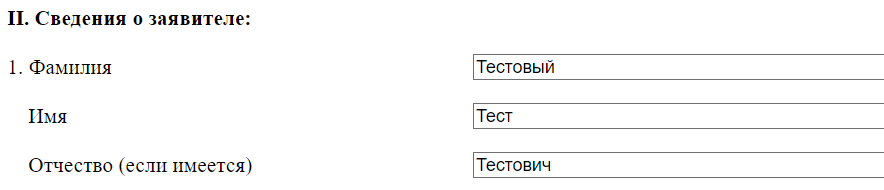 II. Сведения о заявителе:
1. Фамилия Тестовый
Имя Тест
Отчество (если имеется) Тестович